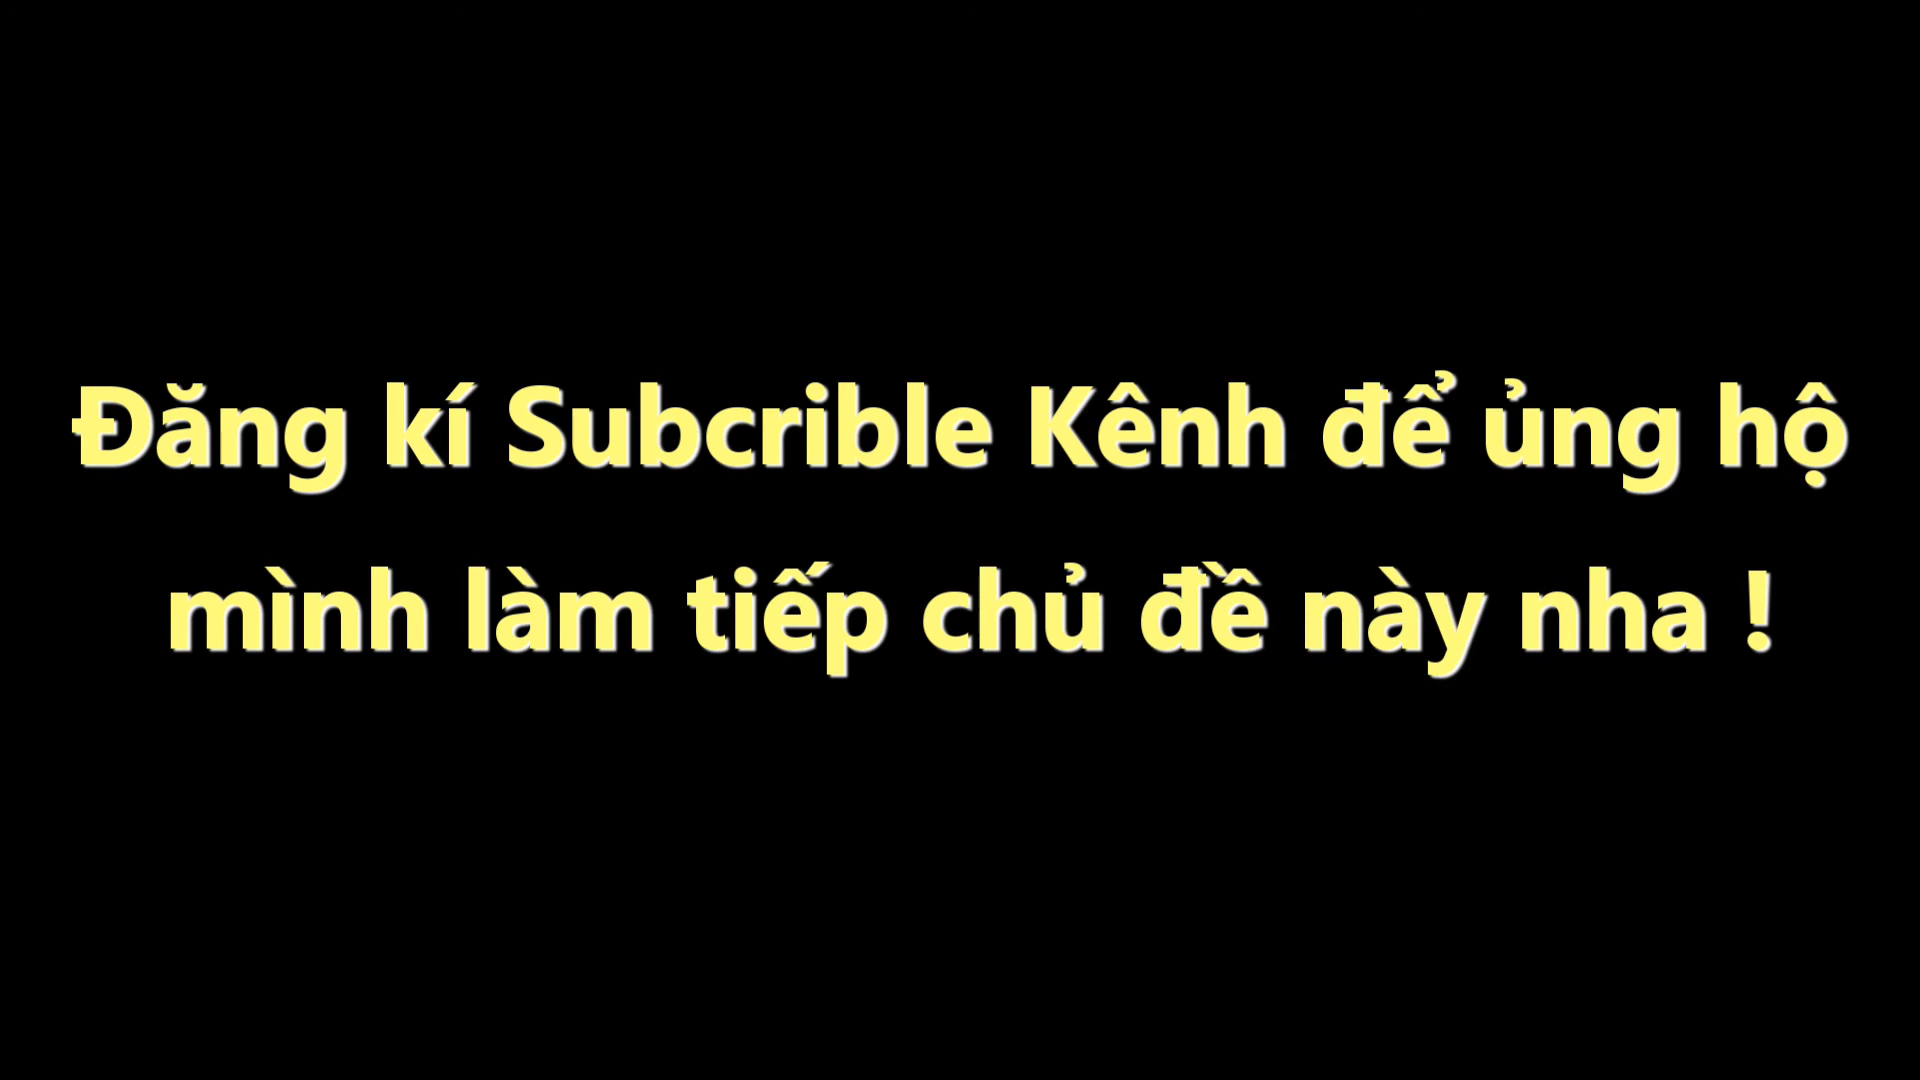 Đăng kí Subcrible Kênh để ủng hộ
mình làm tiếp chủ đề này nha !